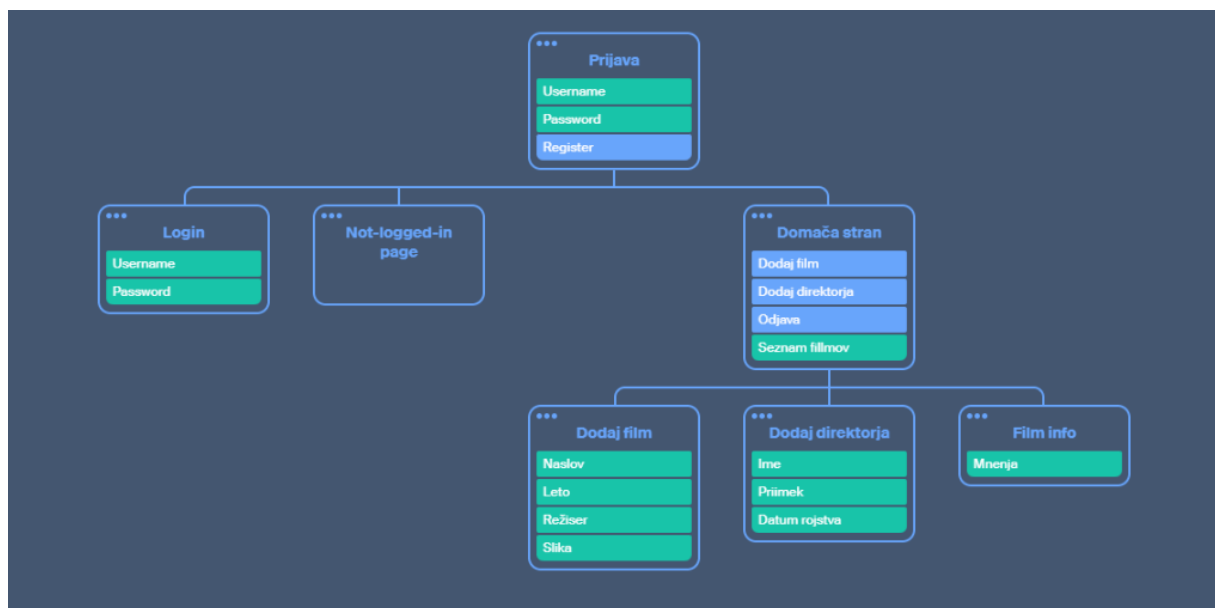 Prijava
Username
Password
Register
Login
Username
Password
Not-logged-in
page
Domača stran
Dodaj film
Dodaj direktorja
Odjava
Seznam fillmov
Dodaj film
Naslov
Leto
Režiser
Slika
Dodaj direktorja
Ime
Priimek
Datum rojstva
Film info
Mnenja